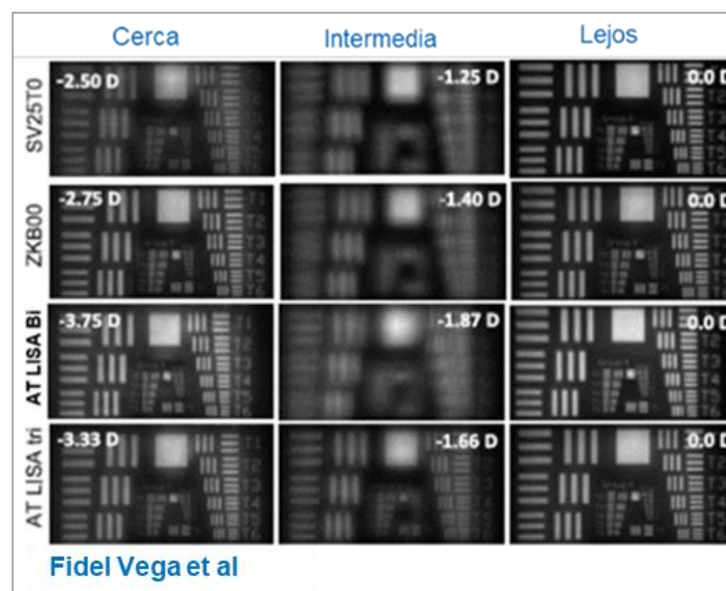 Cerca Intermedia Lejos
SV25T0
-2.50 D -1.25 D 0.0 D
ZKB00
-2.75 D -1.40 D 0.0 D
AT LISA Bi
-3.75 D -1.87 D 0.0 D
AT LISA tri
-3.33 D -1.66 D 0.0 D
Fidel Vega et al